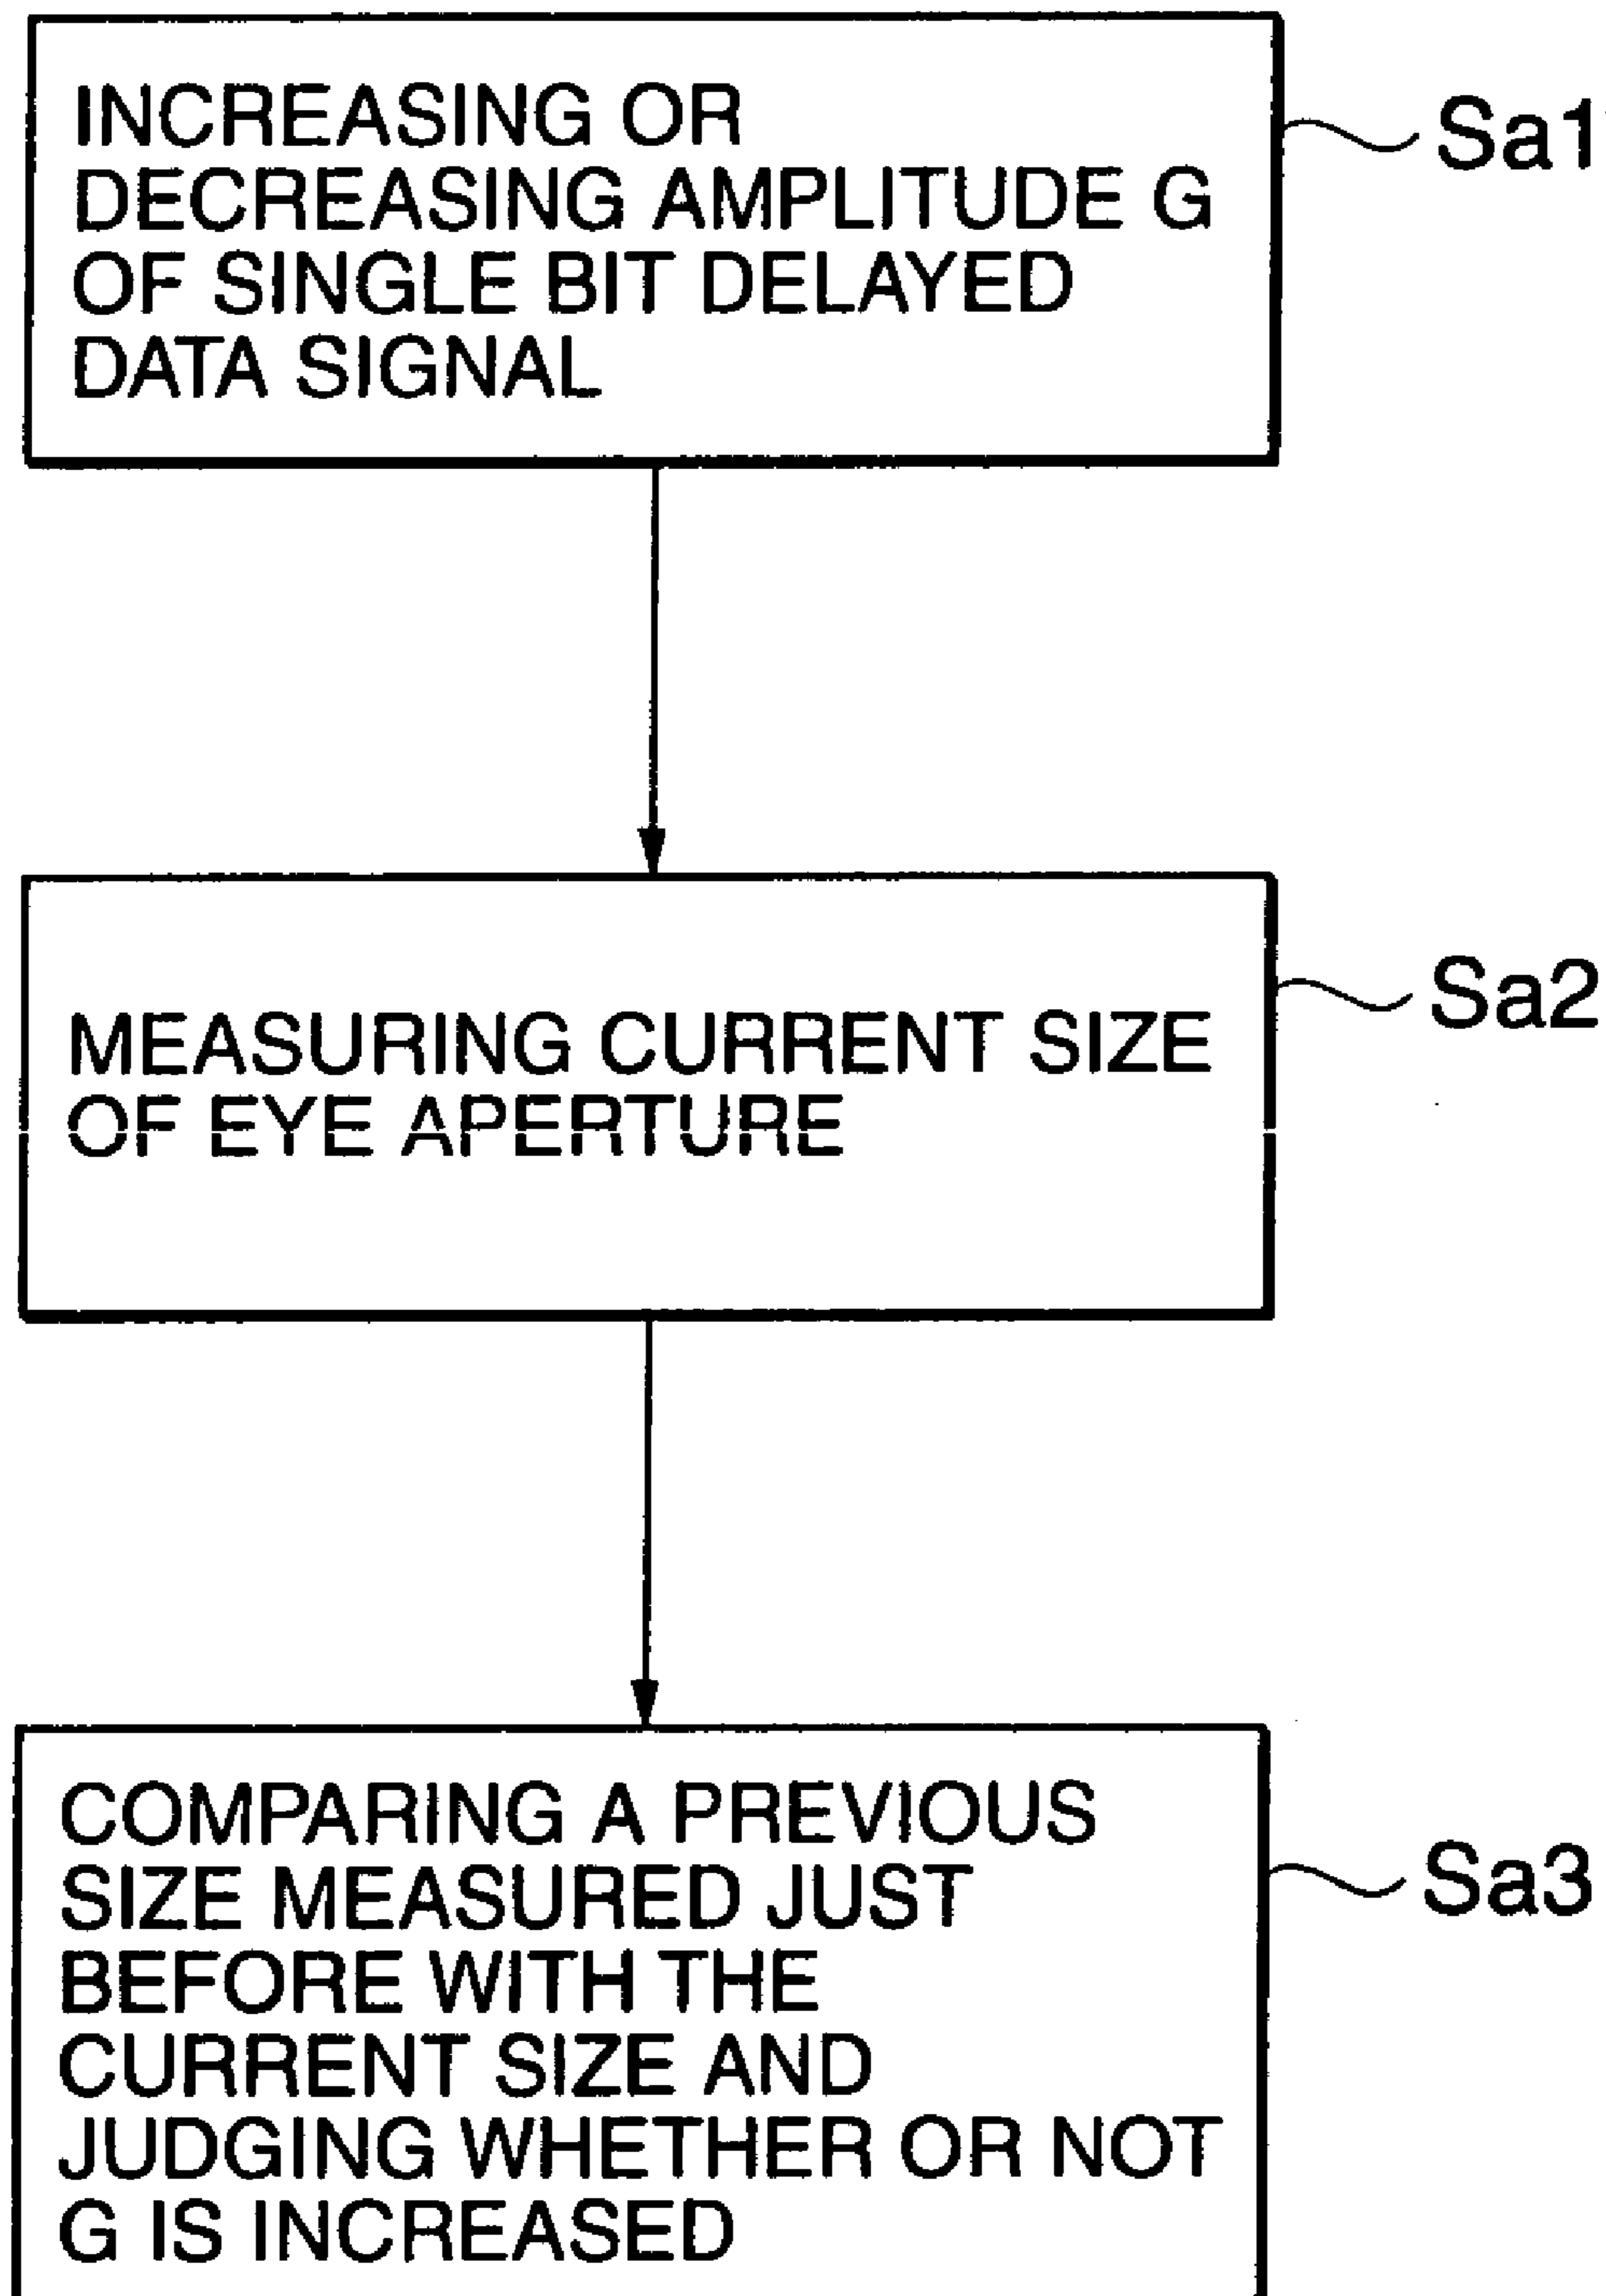 INCREASING OR
DECREASING AMPLITUDE G
OF SINGLE BIT DELAYED
DATA SIGNAL
Sa1
MEASURING CURRENT SIZE
OF EYE APERTURE
Sa2
COMPARING A PREVIOUS
SIZE MEASURED JUST
BEFORE WITH THE
CURRENT SIZE AND
JUDGING WHETHER OR NOT
G IS INCREASED
Sa3